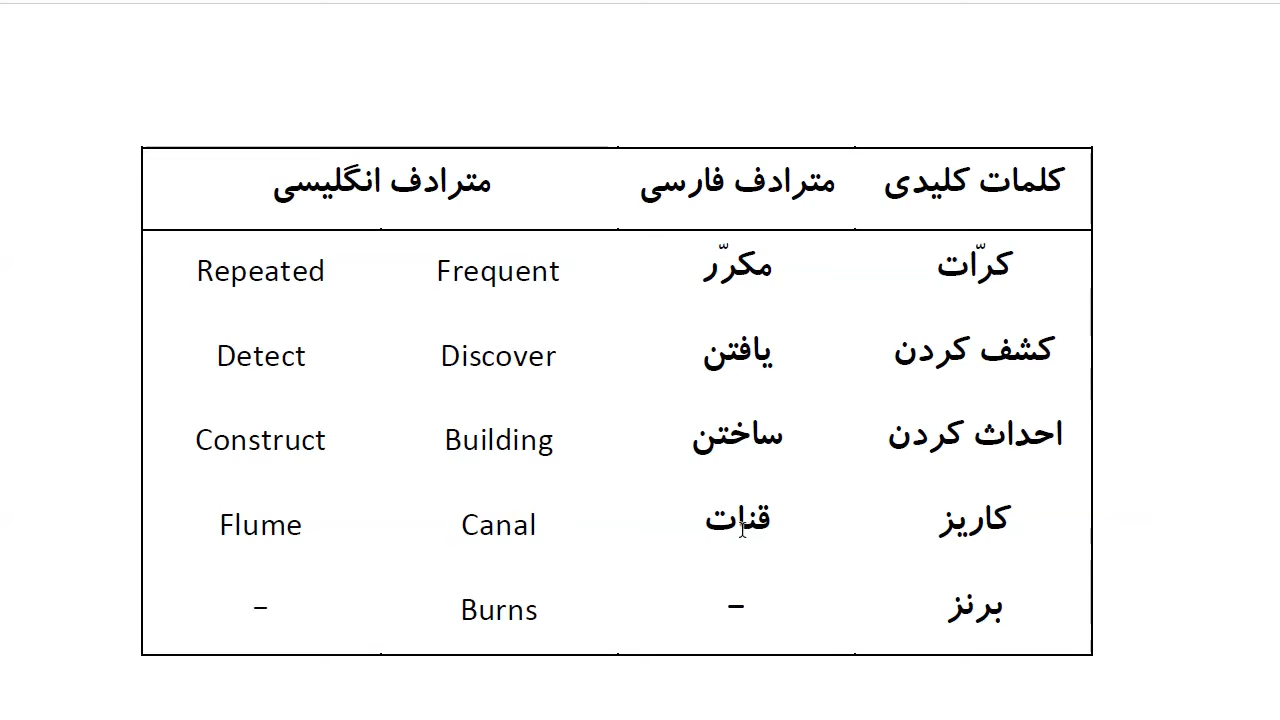 کلمات کلیدی مترادف فارسی مترادف انگلیسی
کرّات مکرّر Frequent Repeated
کشف کردن یافتن Discover Detect
احداث کردن ساختن Building Construct
کاریز قنات Canal Flume
برنز – Burns –